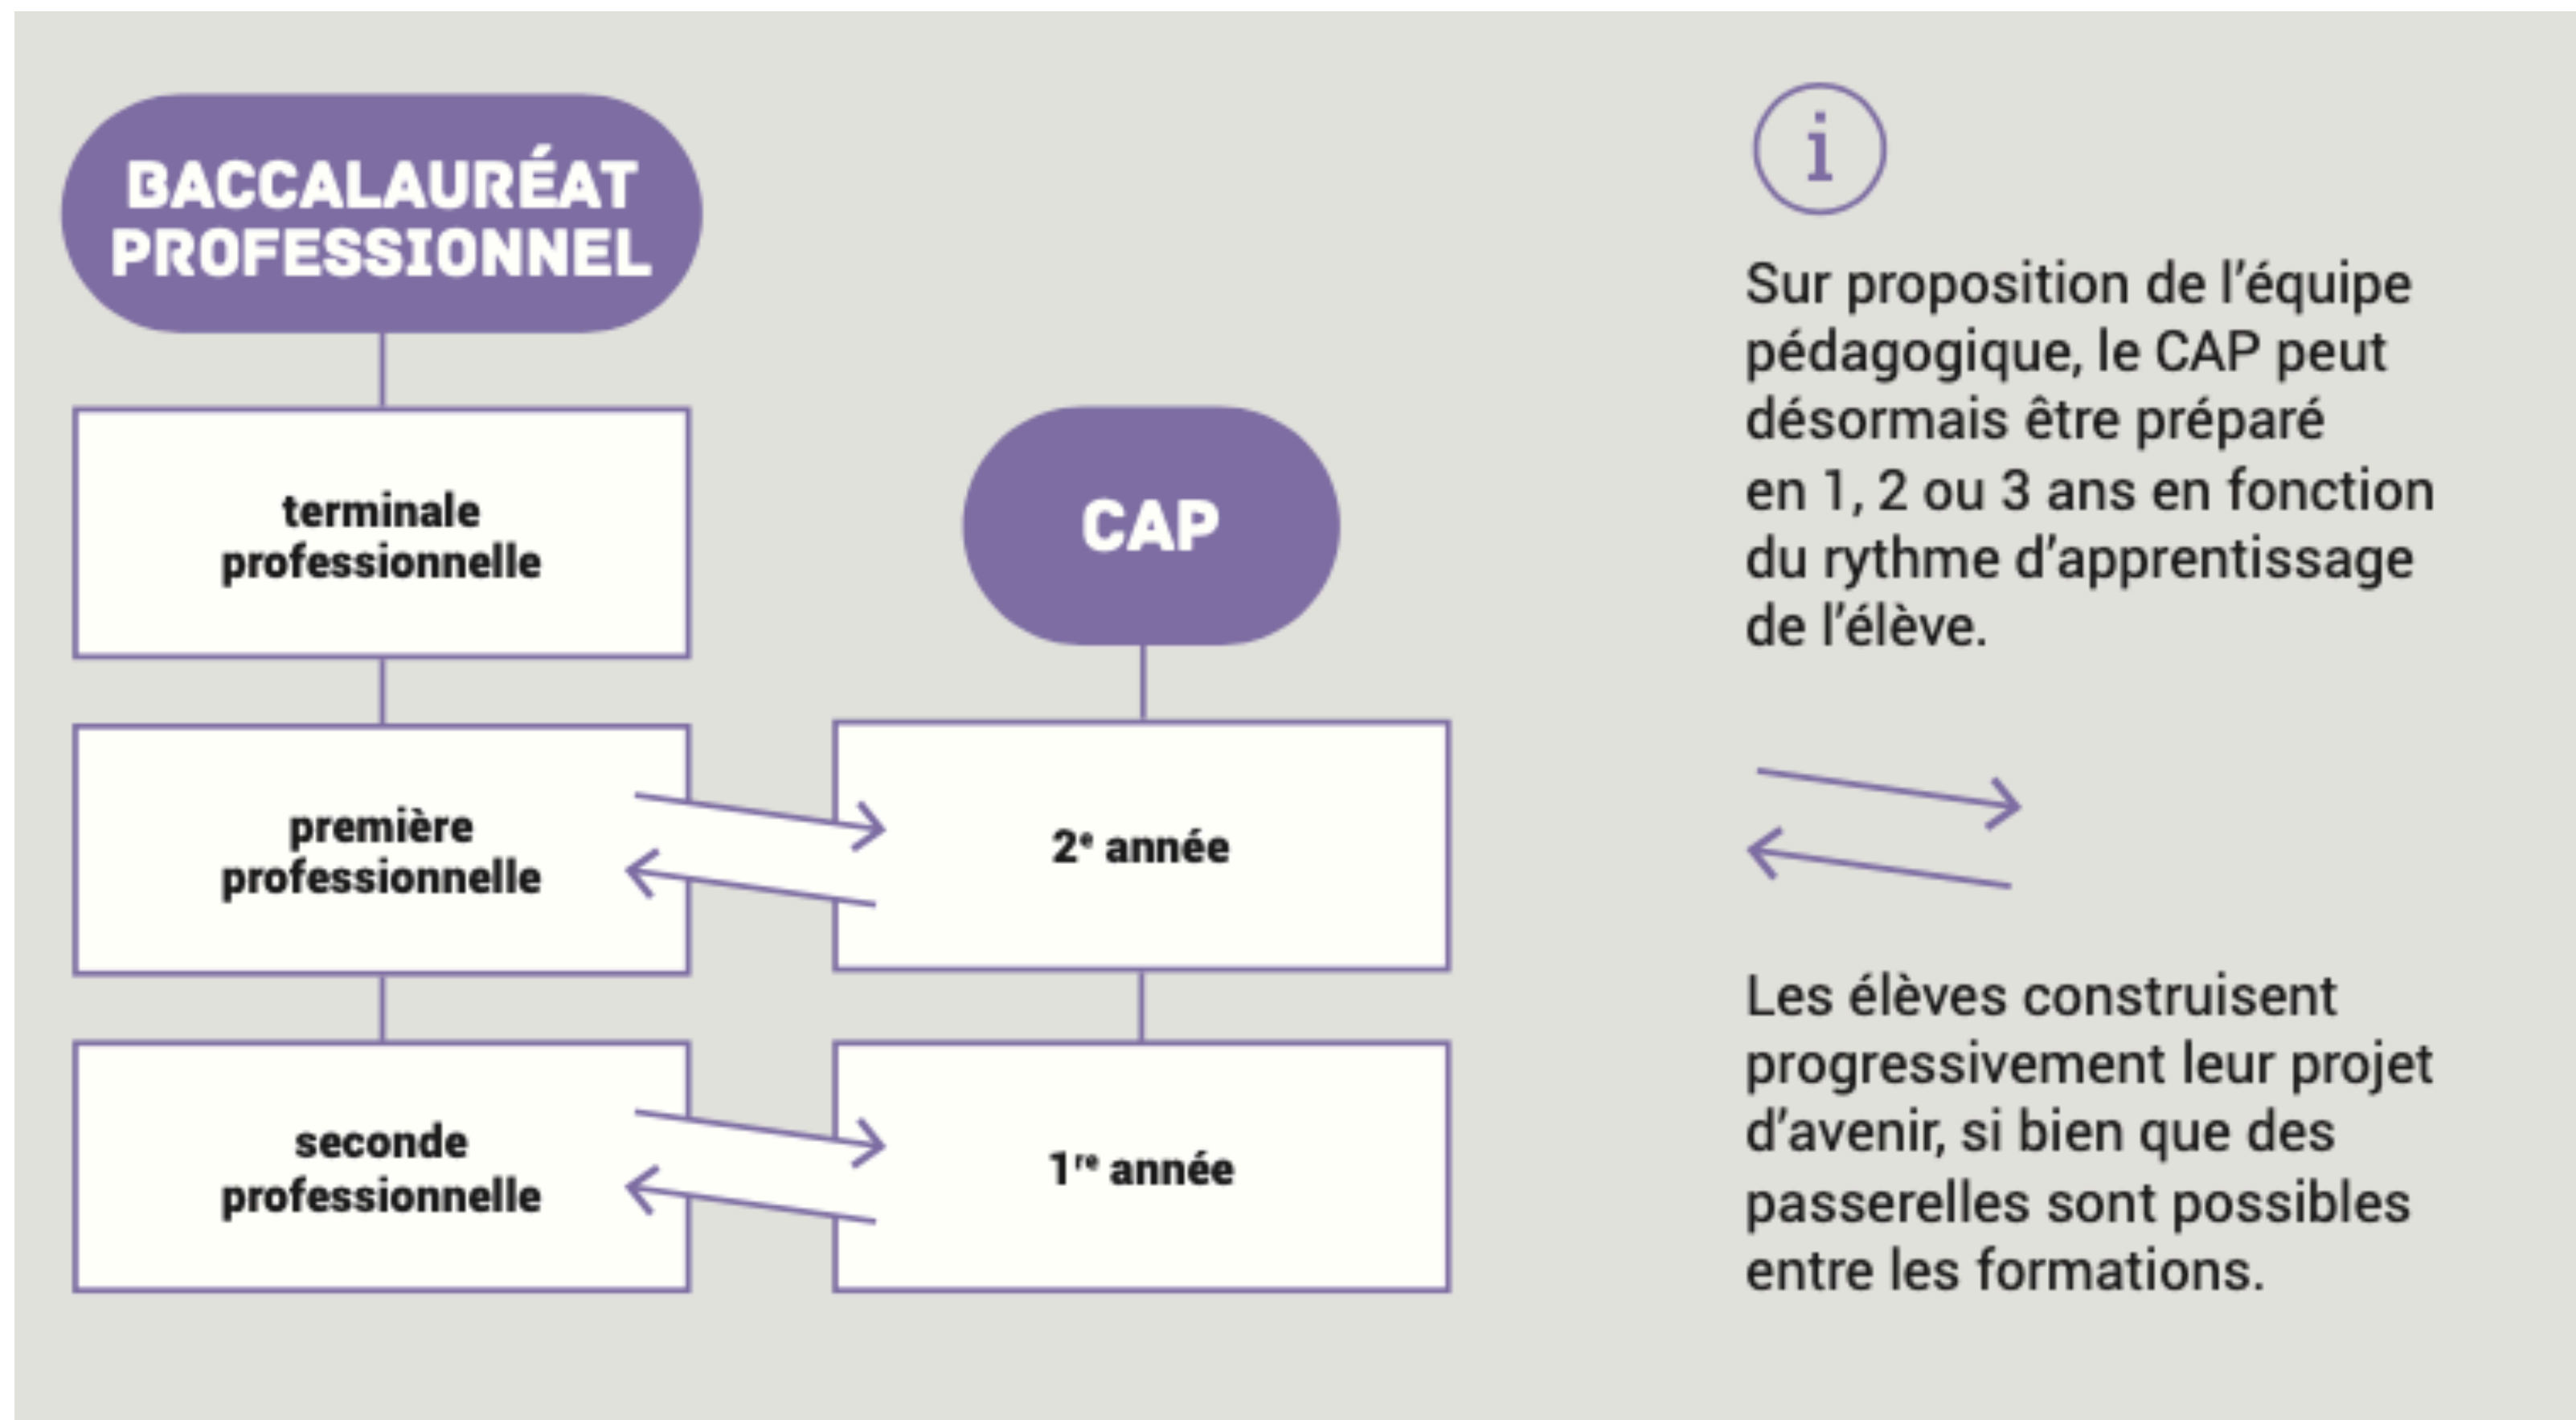 BACCALAURÉAT
PROFESSIONNEL
terminale
professionnelle
CAP
première
professionnelle
2e année
seconde
professionnelle
1re année
i
Sur proposition de l'équipe
pédagogique, le CAP peut
désormais être préparé
en 1, 2 ou 3 ans en fonction
du rythme d'apprentissage
de l'élève.
Les élèves construisent
progressivement leur projet
d'avenir, si bien que des
passerelles sont possibles
entre les formations.